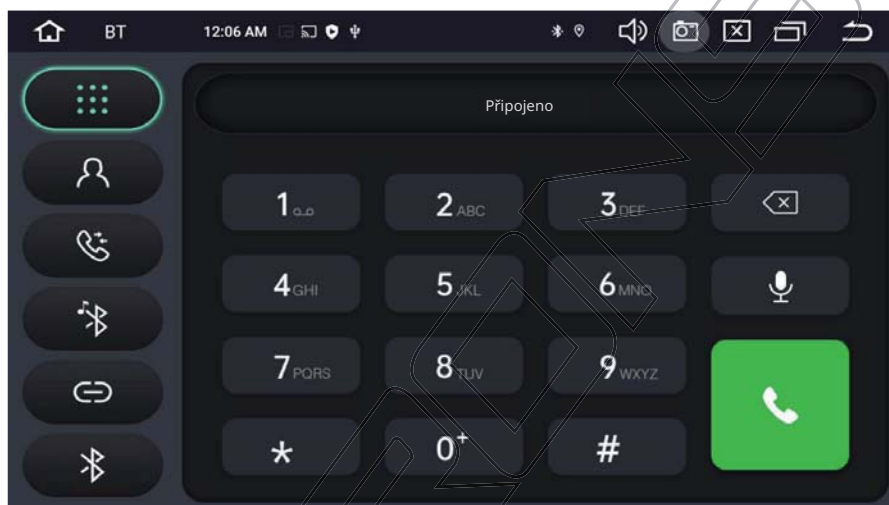 BT 12:06 AM
Připojeno
1 2 ABC 3 DEF
4 GHI 5 JKL 6 MNO
7 PQRS 8 TUV 9 WXYZ
* 0+ #